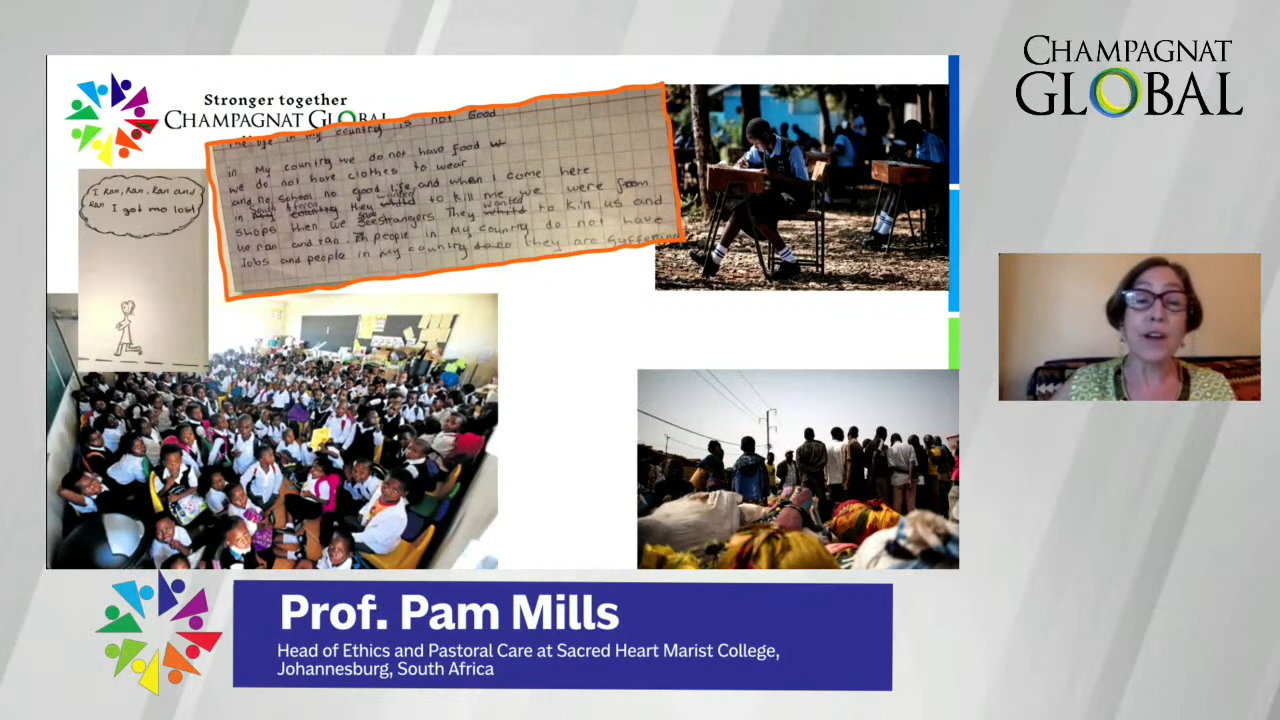 Stronger together
CHAMPAGNAT GLOBAL
I Ran, Ran, Ran and
Ran I got me lost
The life in my country is not Good
in My country we do not have food
we do not have clothes to wear
and no School no good life and when I come here
in South Africa they wanted to kill me we were from
shops then we saw strangers. They wanted to kill us and
we ran and ran. people in my country do not have
Jobs and people in my country they are suffering
CHAMPAGNAT
GLOBAL
Prof. Pam Mills
Head of Ethics and Pastoral Care at Sacred Heart Marist College,
Johannesburg, South Africa